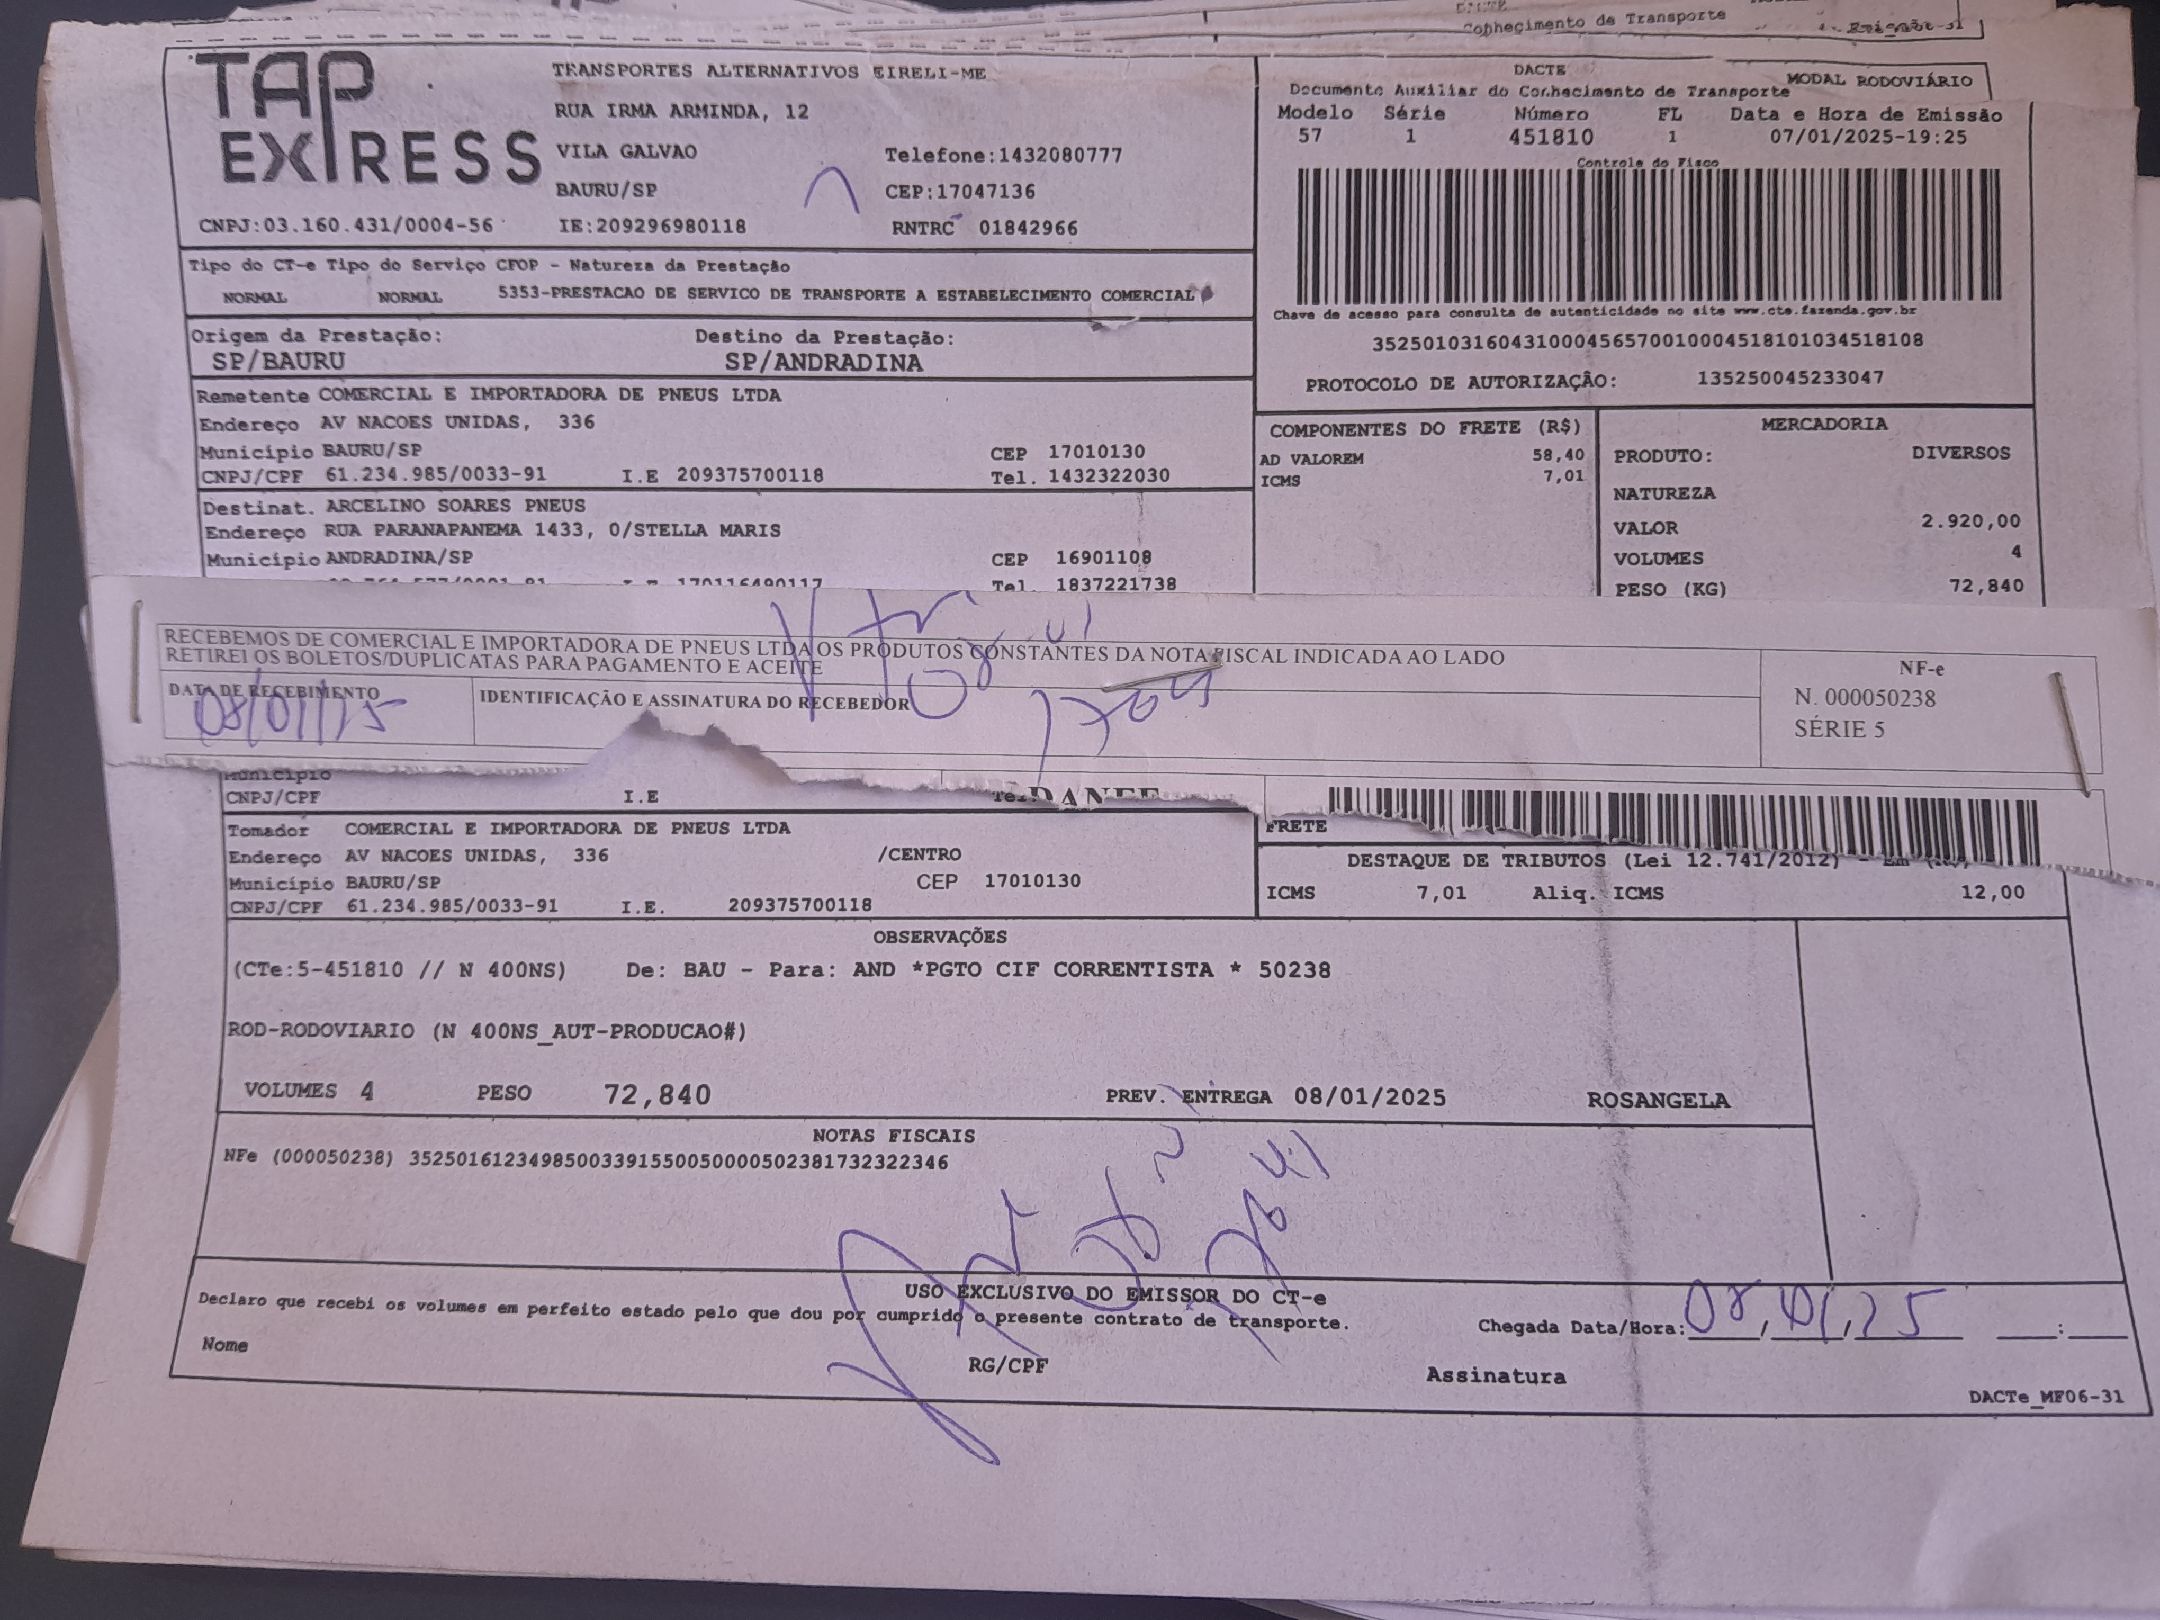 Conhecimento de Transporte
TAP EXPRESS
TRANSPORTES ALTERNATIVOS EIRELI-ME
RUA IRMA ARMINDA, 12
VILA GALVAO Telefone:1432080777
BAURU/SP CEP:17047136
CNPJ:03.160.431/0004-56 IE:209296980118 RNTRC 01842966
DACTE
MODAL RODOVIÁRIO
Documento Auxiliar do Conhecimento de Transporte
Modelo Série Número FL Data e Hora de Emissão
57 1 451810 1 07/01/2025-19:25
Controle do Fisco
Chave de acesso para consulta de autenticidade no site www.cte.fazenda.gov.br
35250103160431000456570010004518101034518108
PROTOCOLO DE AUTORIZAÇÃO: 135250045233047
Tipo do CT-e Tipo do Serviço CFOP - Natureza da Prestação
NORMAL NORMAL 5353-PRESTACAO DE SERVICO DE TRANSPORTE A ESTABELECIMENTO COMERCIAL
Origem da Prestação: Destino da Prestação:
SP/BAURU SP/ANDRADINA
Remetente COMERCIAL E IMPORTADORA DE PNEUS LTDA
Endereço AV NACOES UNIDAS, 336
Município BAURU/SP CEP 17010130
CNPJ/CPF 61.234.985/0033-91 I.E 209375700118 Tel. 1432322030
Destinat. ARCELINO SOARES PNEUS
Endereço RUA PARANAPANEMA 1433, 0/STELLA MARIS
Município ANDRADINA/SP CEP 16901108
Tel. 1837221738
COMPONENTES DO FRETE (R$)
AD VALOREM 58,40
ICMS 7,01
MERCADORIA
PRODUTO: DIVERSOS
NATUREZA
VALOR 2.920,00
VOLUMES 4
PESO (KG) 72,840
RECEBEMOS DE COMERCIAL E IMPORTADORA DE PNEUS LTDA OS PRODUTOS CONSTANTES DA NOTA FISCAL INDICADA AO LADO
RETIREI OS BOLETOS/DUPLICATAS PARA PAGAMENTO E ACEITE
DATA DE RECEBIMENTO IDENTIFICAÇÃO E ASSINATURA DO RECEBEDOR
08/01/25
NF-e
N. 000050238
SÉRIE 5
DANFE
Município
CNPJ/CPF I.E Tel.
Tomador COMERCIAL E IMPORTADORA DE PNEUS LTDA
Endereço AV NACOES UNIDAS, 336 /CENTRO
Município BAURU/SP CEP 17010130
CNPJ/CPF 61.234.985/0033-91 I.E. 209375700118
FRETE
DESTAQUE DE TRIBUTOS (Lei 12.741/2012)
ICMS 7,01 Aliq. ICMS 12,00
OBSERVAÇÕES
(CTe:5-451810 // N 400NS) De: BAU - Para: AND *PGTO CIF CORRENTISTA * 50238
ROD-RODOVIARIO (N 400NS_AUT-PRODUCAO#)
VOLUMES 4 PESO 72,840 PREV. ENTREGA 08/01/2025 ROSANGELA
NOTAS FISCAIS
NFe (000050238) 35250161234985003391550050000502381732322346
USO EXCLUSIVO DO EMISSOR DO CT-e
Declaro que recebi os volumes em perfeito estado pelo que dou por cumprido o presente contrato de transporte.
Chegada Data/Hora: 08,01,25 __:__
Nome RG/CPF Assinatura
DACTe_MF06-31